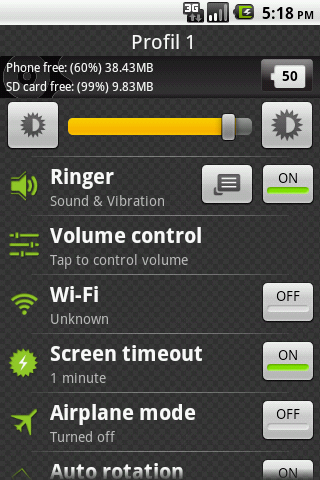 3G 5:18 PM
Profil 1
Phone free: (60%) 38.43MB
SD card free: (99%) 9.83MB
50
Ringer
Sound & Vibration
ON
Volume control
Tap to control volume
Wi-Fi
Unknown
OFF
Screen timeout
1 minute
ON
Airplane mode
Turned off
OFF
Auto rotation
ON